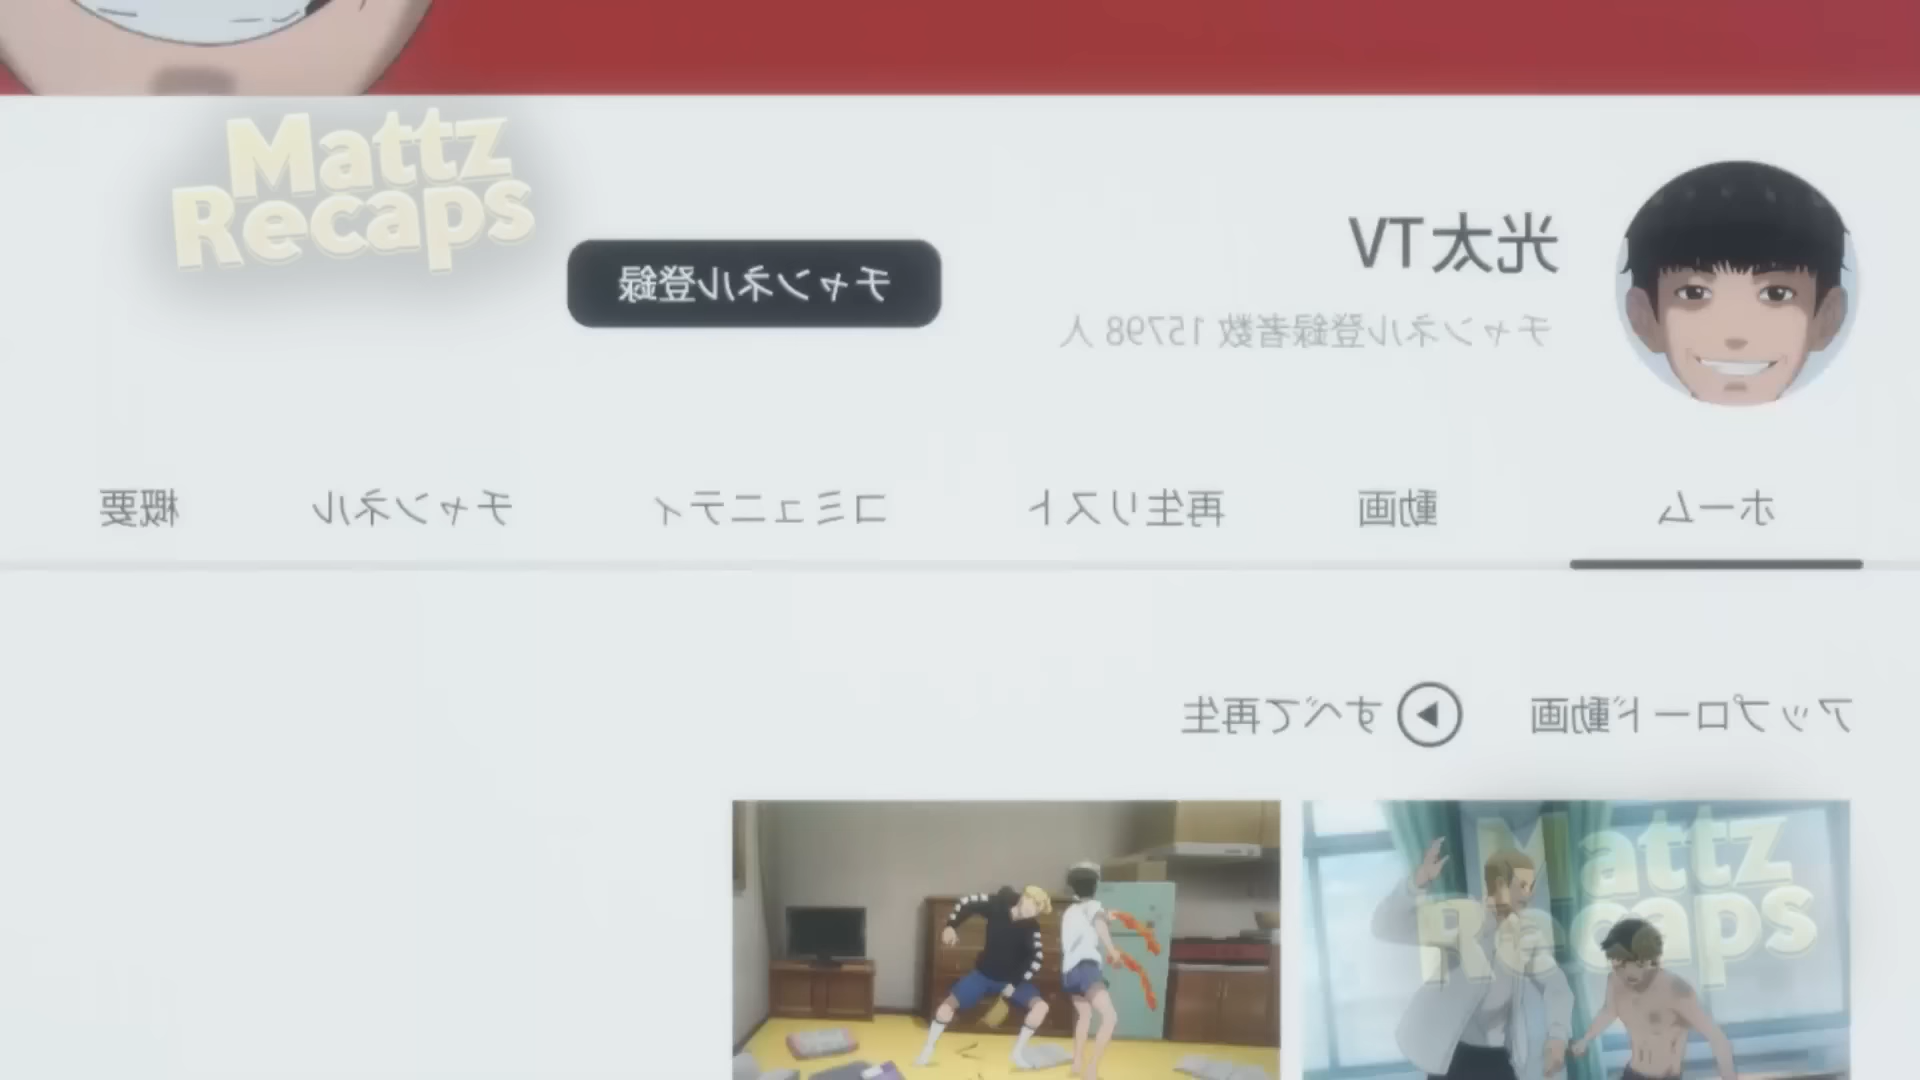 Mattz
Recaps
光太TV
チャンネル登録者数 15798 人
チャンネル登録
ホーム
動画
再生リスト
コミュニティ
チャンネル
概要
アップロード動画
すべて再生
Mattz
Recaps